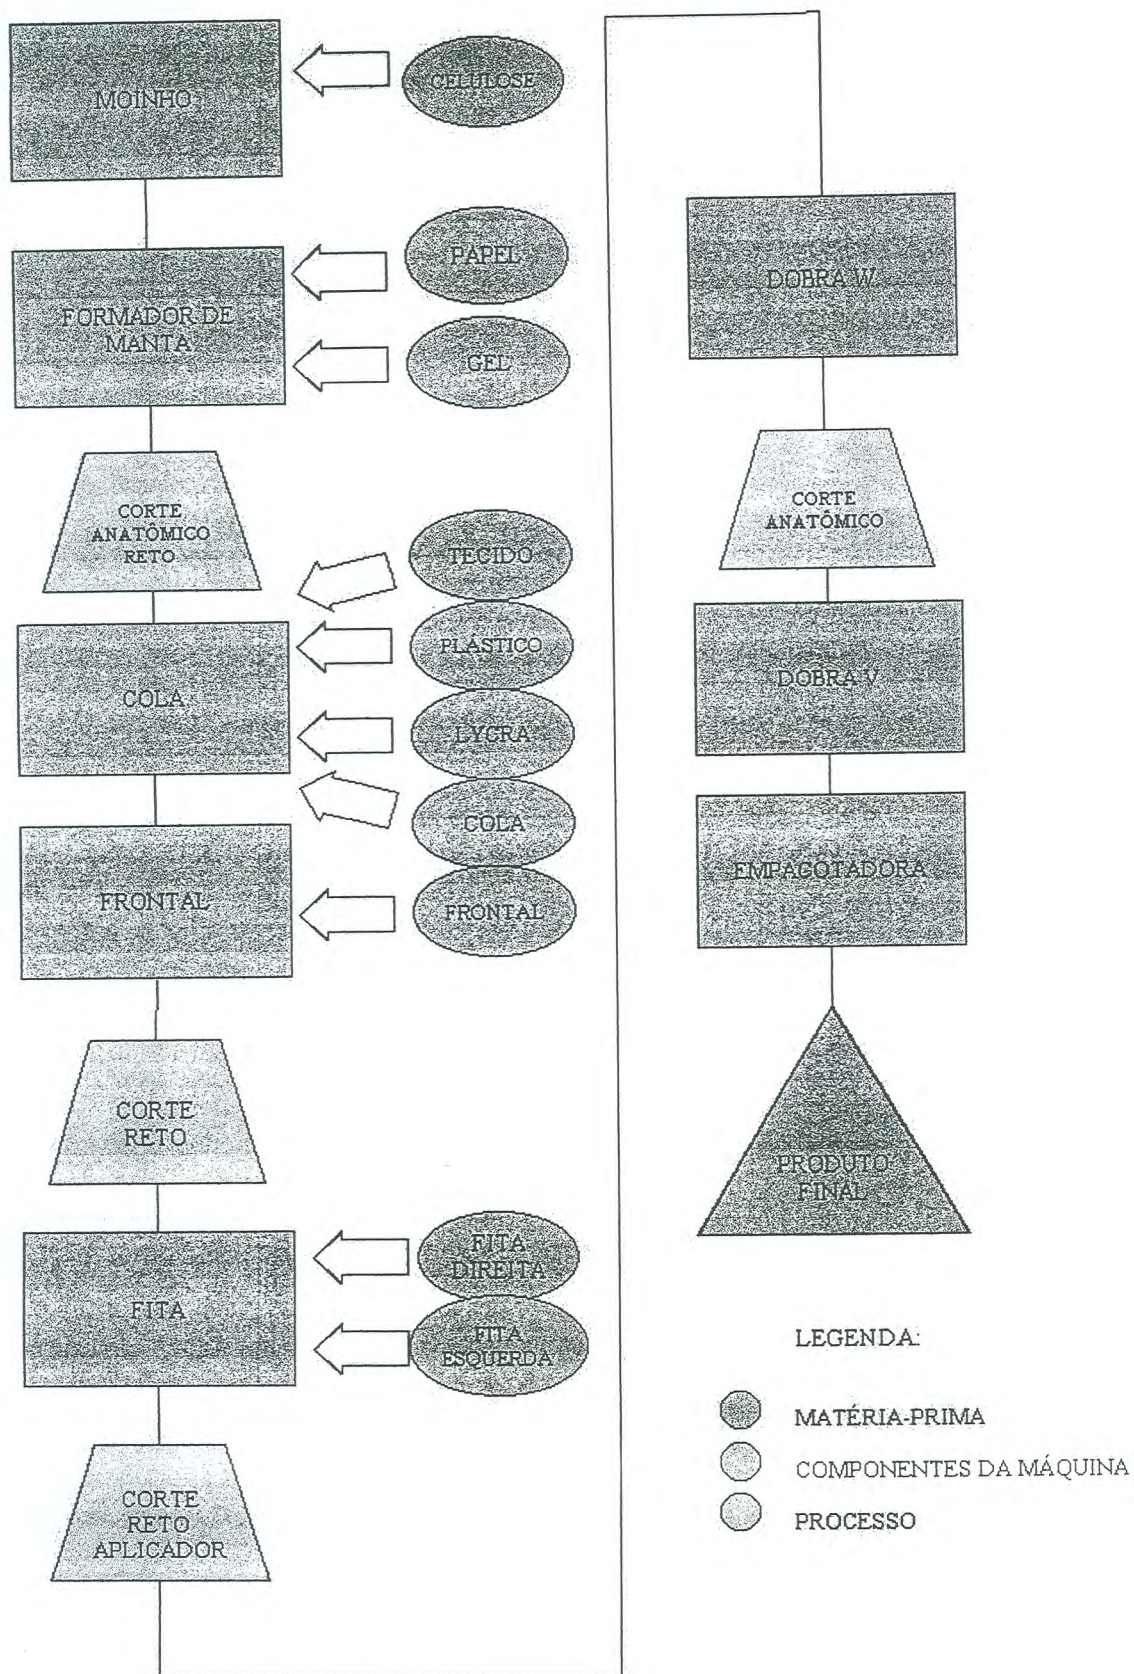 MOINHO
CELULOSE
FORMADOR DE
MANTA
PAPEL
GEL
CORTE
ANATÔMICO
RETO
TECIDO
PLÁSTICO
LYCRA
COLA
COLA
FRONTAL
FRONTAL
CORTE
RETO
FITA
FITA
DIREITA
FITA
ESQUERDA
CORTE
RETO
APLICADOR
DOBRA W
CORTE
ANATÔMICO
DOBRA V
EMPACOTADORA
PRODUTO
FINAL
LEGENDA:
MATÉRIA-PRIMA
COMPONENTES DA MÁQUINA
PROCESSO